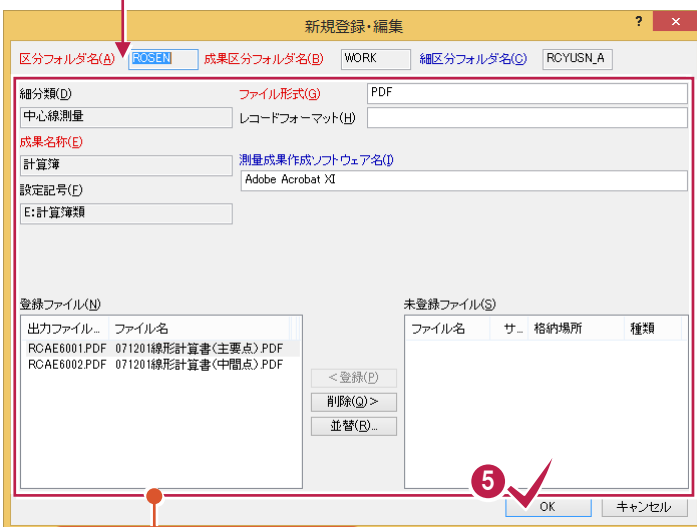 新規登録・編集
? ×
区分フォルダ名(A) ROSEN 成果区分フォルダ名(B) WORK 細区分フォルダ名(C) RCYUSN_A
細分類(D)
中心線測量
成果名称(E)
計算簿
設定記号(F)
E:計算簿類
ファイル形式(G) PDF
レコードフォーマット(H)
測量成果作成ソフトウェア名(I)
Adobe Acrobat XI
登録ファイル(N)
出力ファイル... ファイル名
RCAE6001.PDF 071201線形計算書(主要点).PDF
RCAE6002.PDF 071201線形計算書(中間点).PDF
<登録(P)
削除(Q)>
並替(R)...
未登録ファイル(S)
ファイル名 サ... 格納場所 種類
5
OK キャンセル